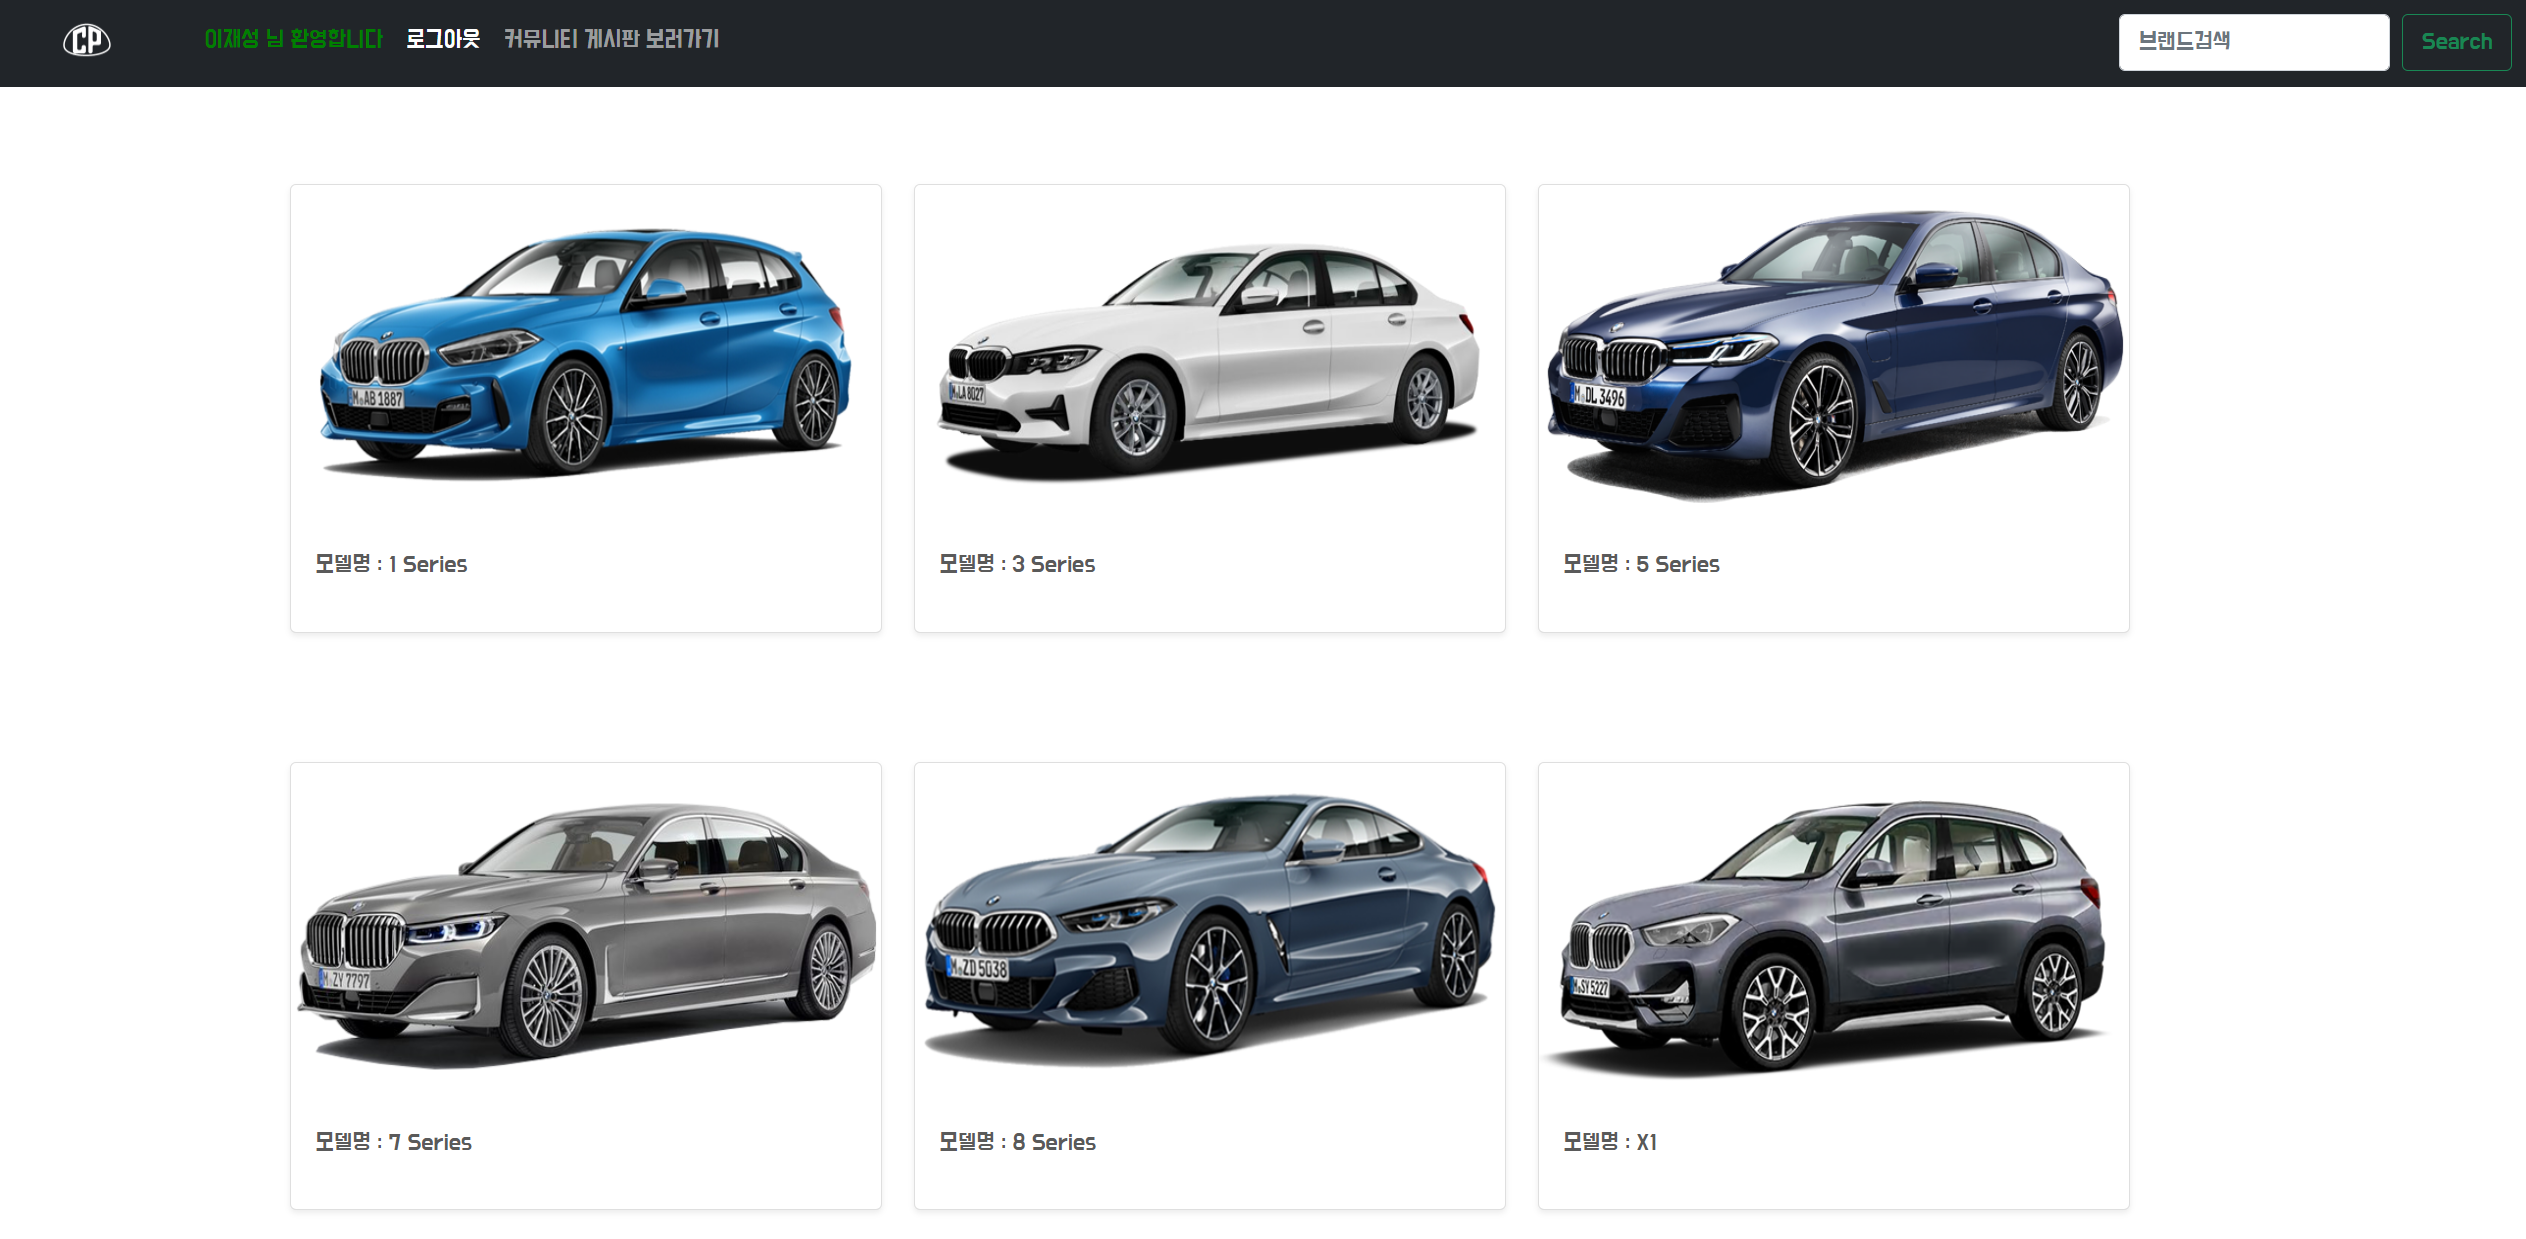 CP
이재성 님 환영합니다 로그아웃 커뮤니티 게시판 보러가기
브랜드검색 Search
M AB 1887
M LA 8027
M DL 3496
모델명 : 1 Series
모델명 : 3 Series
모델명 : 5 Series
M ZY 7797
M ZD 5038
M SY 5227
모델명 : 7 Series
모델명 : 8 Series
모델명 : X1